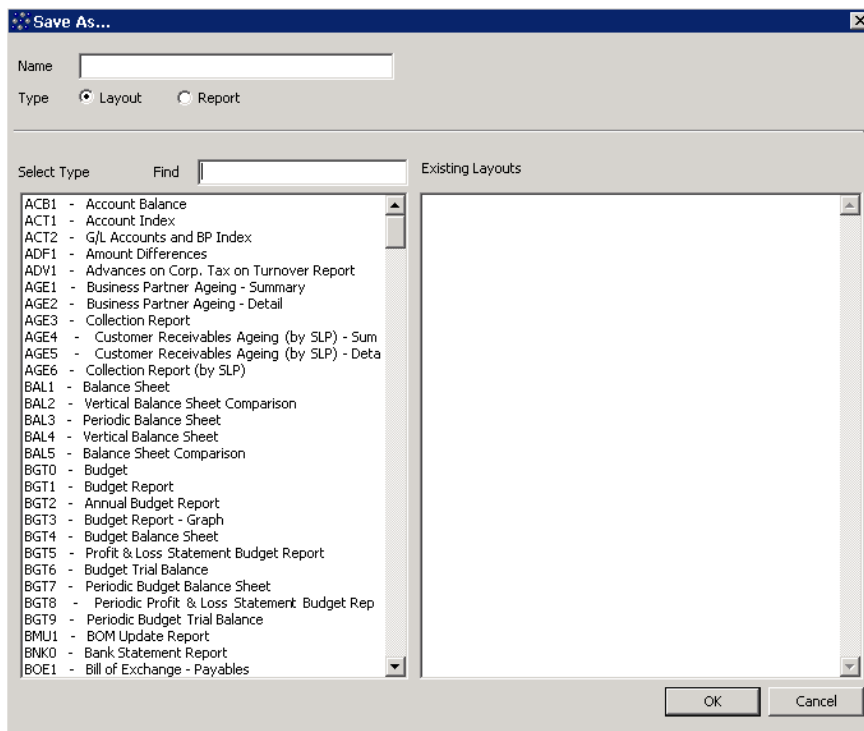 Save As...
Name
Type Layout Report
Select Type Find Existing Layouts
ACB1 - Account Balance
ACT1 - Account Index
ACT2 - G/L Accounts and BP Index
ADF1 - Amount Differences
ADV1 - Advances on Corp. Tax on Turnover Report
AGE1 - Business Partner Ageing - Summary
AGE2 - Business Partner Ageing - Detail
AGE3 - Collection Report
AGE4 - Customer Receivables Ageing (by SLP) - Sum
AGE5 - Customer Receivables Ageing (by SLP) - Deta
AGE6 - Collection Report (by SLP)
BAL1 - Balance Sheet
BAL2 - Vertical Balance Sheet Comparison
BAL3 - Periodic Balance Sheet
BAL4 - Vertical Balance Sheet
BAL5 - Balance Sheet Comparison
BGT0 - Budget
BGT1 - Budget Report
BGT2 - Annual Budget Report
BGT3 - Budget Report - Graph
BGT4 - Budget Balance Sheet
BGT5 - Profit & Loss Statement Budget Report
BGT6 - Budget Trial Balance
BGT7 - Periodic Budget Balance Sheet
BGT8 - Periodic Profit & Loss Statement Budget Rep
BGT9 - Periodic Budget Trial Balance
BMU1 - BOM Update Report
BNK0 - Bank Statement Report
BOE1 - Bill of Exchange - Payables
OK Cancel